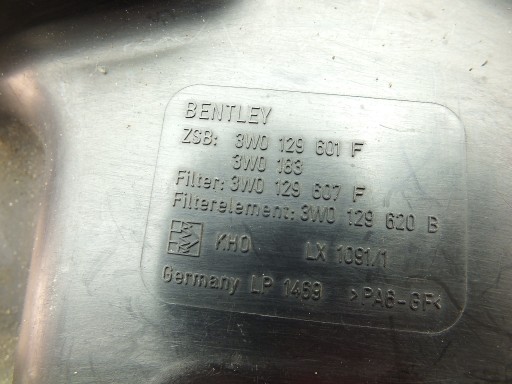 BENTLEY
ZSB: 3W0 129 601 F
3W0 183
Filter: 3W0 129 607 F
Filterelement: 3W0 129 620 B
KHO LX 1091/1
Germany LP 1469 >PA6-GF<